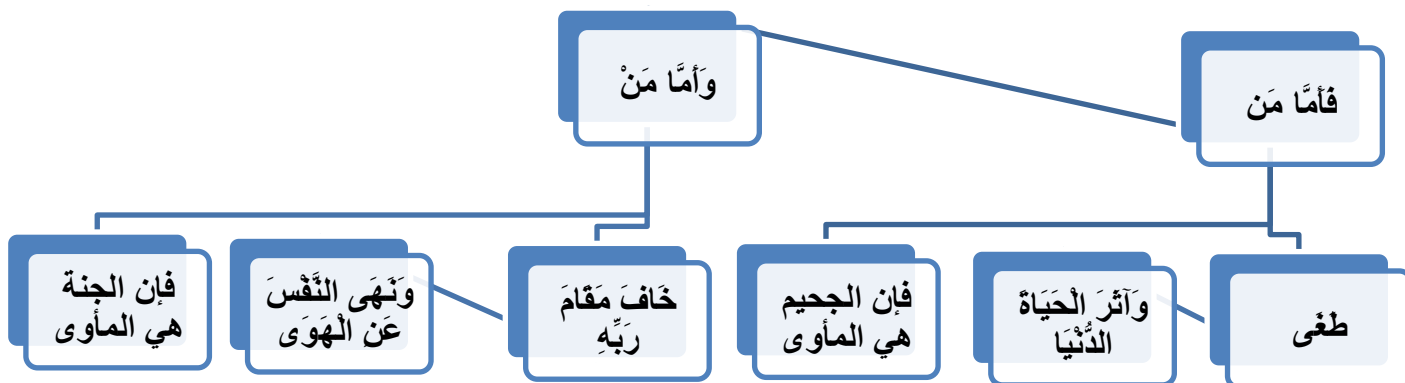 فَأَمَّا مَن
وَأَمَّا مَنْ
طَغَى
وَآثَرَ الْحَيَاةَ
الدُّنْيَا
فإن الجحيم
هي المأوى
خَافَ مَقَامَ
رَبِّهِ
وَنَهَى النَّفْسَ
عَنِ الْهَوَى
فإن الجنة
هي المأوى